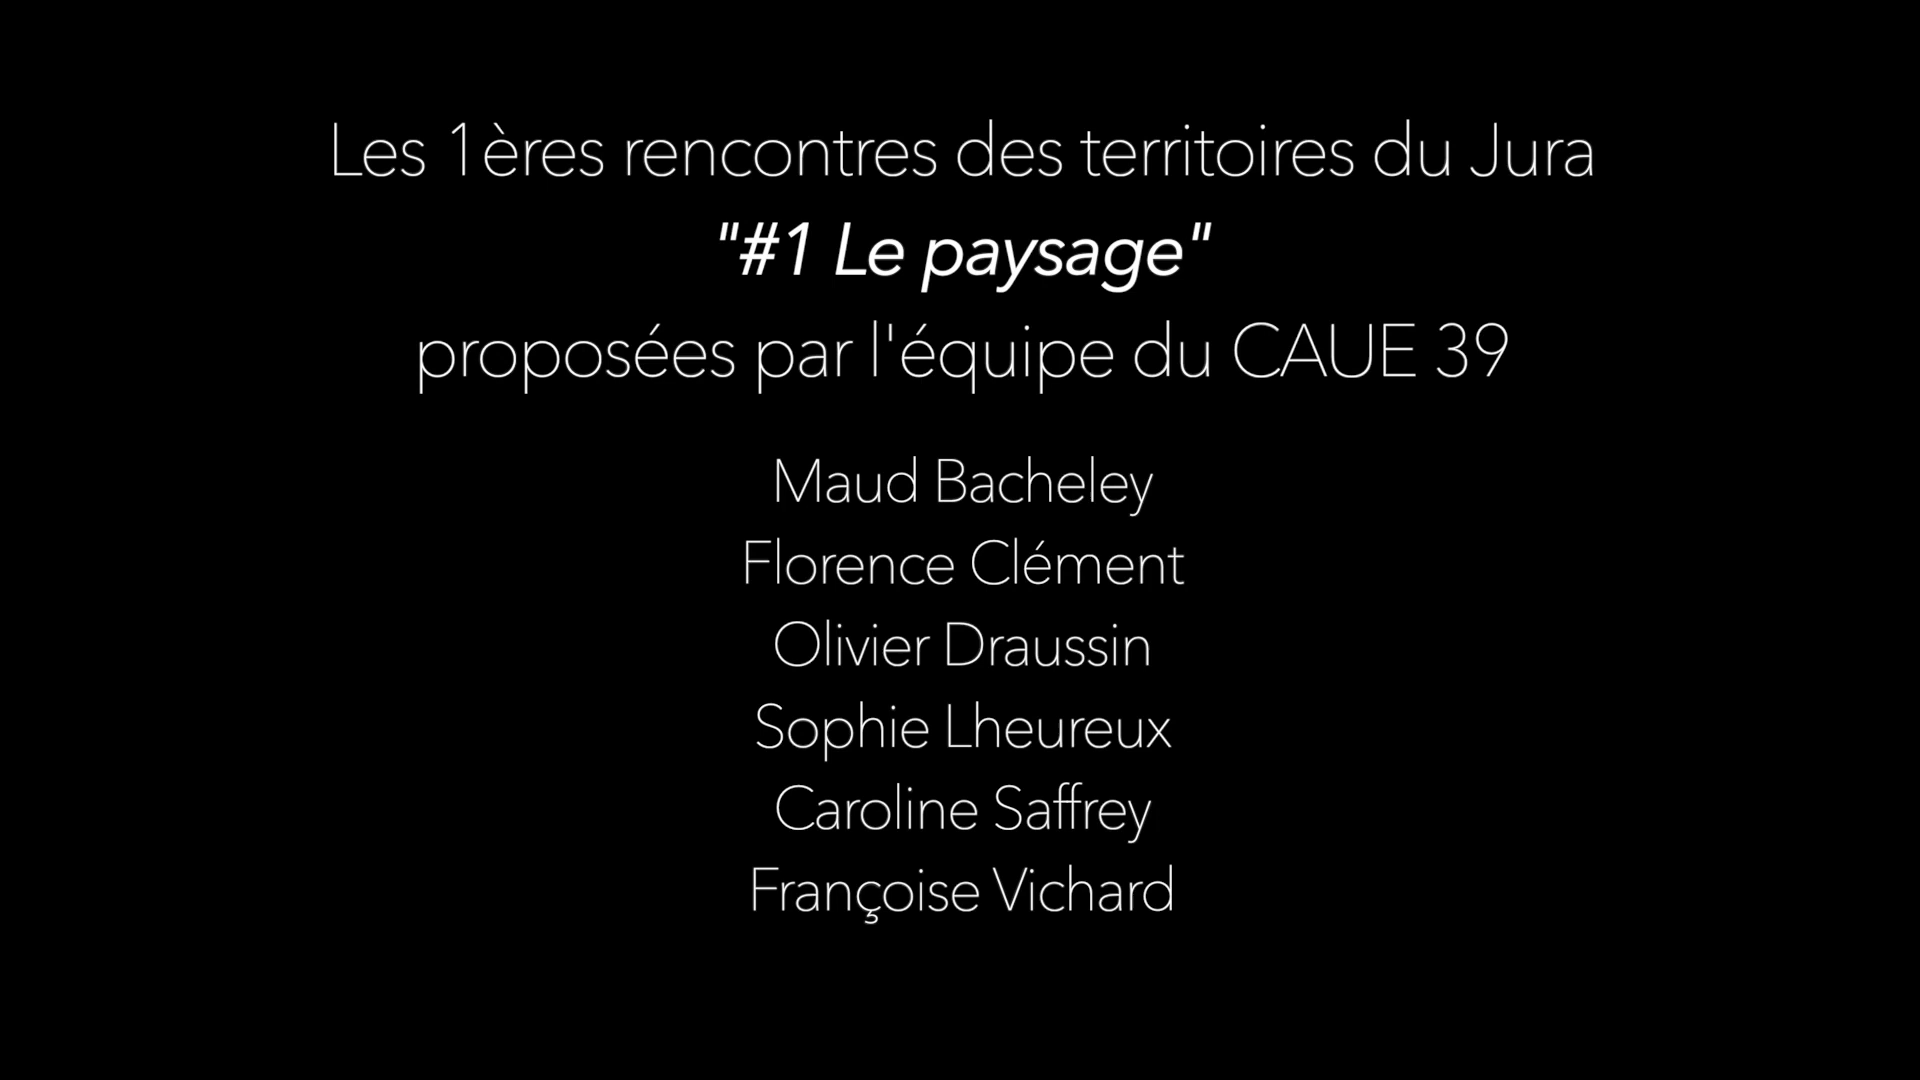 Les 1ères rencontres des territoires du Jura
"#1 Le paysage"
proposées par l'équipe du CAUE 39
Maud Bacheley
Florence Clément
Olivier Draussin
Sophie Lheureux
Caroline Saffrey
Françoise Vichard